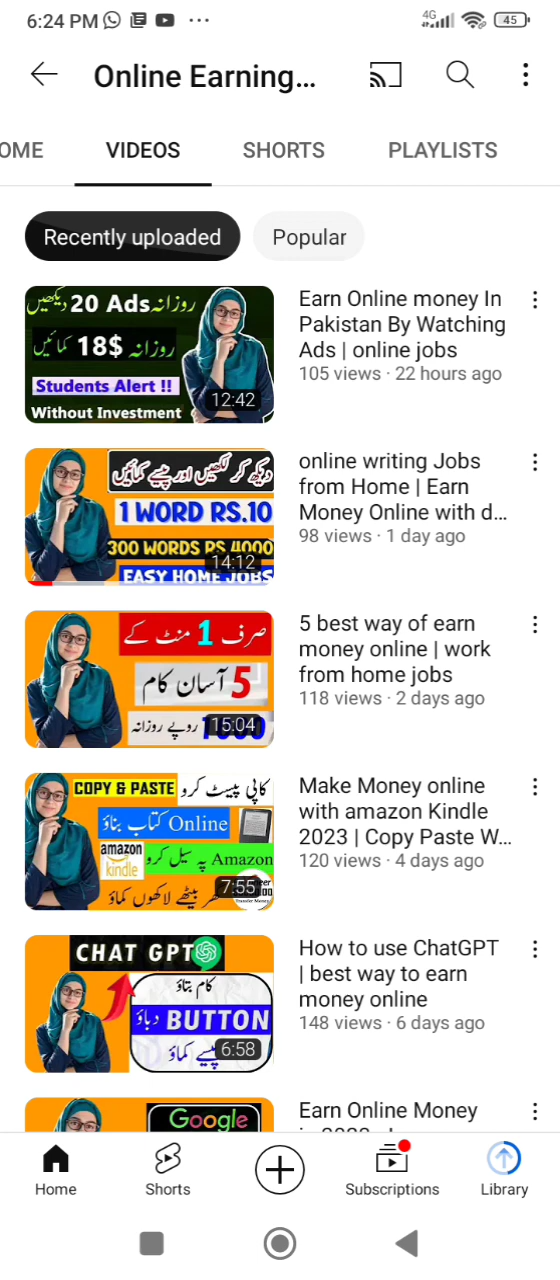 6:24 PM
4G
45
Online Earning...
OME
VIDEOS
SHORTS
PLAYLISTS
Recently uploaded
Popular
روزانہ 20 Ads دیکھیں
روزانہ 18$ کمائیں
Students Alert !!
Without Investment
12:42
Earn Online money In
Pakistan By Watching
Ads | online jobs
105 views · 22 hours ago
دیکھ کر لکھیں اور پیسے کمائیں
1 WORD RS.10
300 WORDS RS 4000
14:12
EASY HOME JOBS
online writing Jobs
from Home | Earn
Money Online with d...
98 views · 1 day ago
صرف 1 منٹ کے
5 آسان کام
روپے روزانہ
15:04
5 best way of earn
money online | work
from home jobs
118 views · 2 days ago
COPY & PASTE کاپی پیسٹ کرو
Online کتاب بناؤ
amazon
kindle
Amazon پہ سیل کرو
بیٹھے لاکھوں کماؤ
7:55
Make Money online
with amazon Kindle
2023 | Copy Paste W...
120 views · 4 days ago
CHAT GPT
کام بتاؤ
BUTTON دباؤ
پیسے کماؤ
6:58
How to use ChatGPT
| best way to earn
money online
148 views · 6 days ago
Google
Earn Online Money
Home
Shorts
Subscriptions
Library